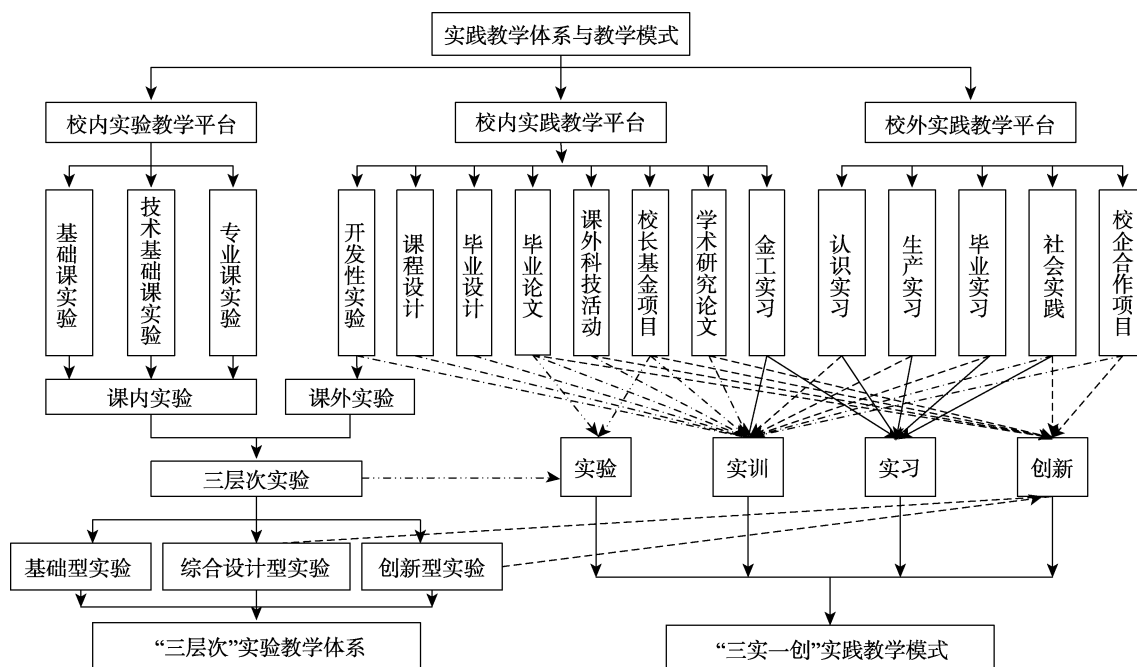 实践教学体系与教学模式
校内实验教学平台
校内实践教学平台
校外实践教学平台
基础课实验
技术基础课实验
专业课实验
开发性实验
课程设计
毕业设计
毕业论文
课外科技活动
校长基金项目
学术研究论文
金工实习
认识实习
生产实习
毕业实习
社会实践
校企合作项目
课内实验
课外实验
三层次实验
实验
实训
实习
创新
基础型实验
综合设计型实验
创新型实验
“三层次”实验教学体系
“三实一创”实践教学模式